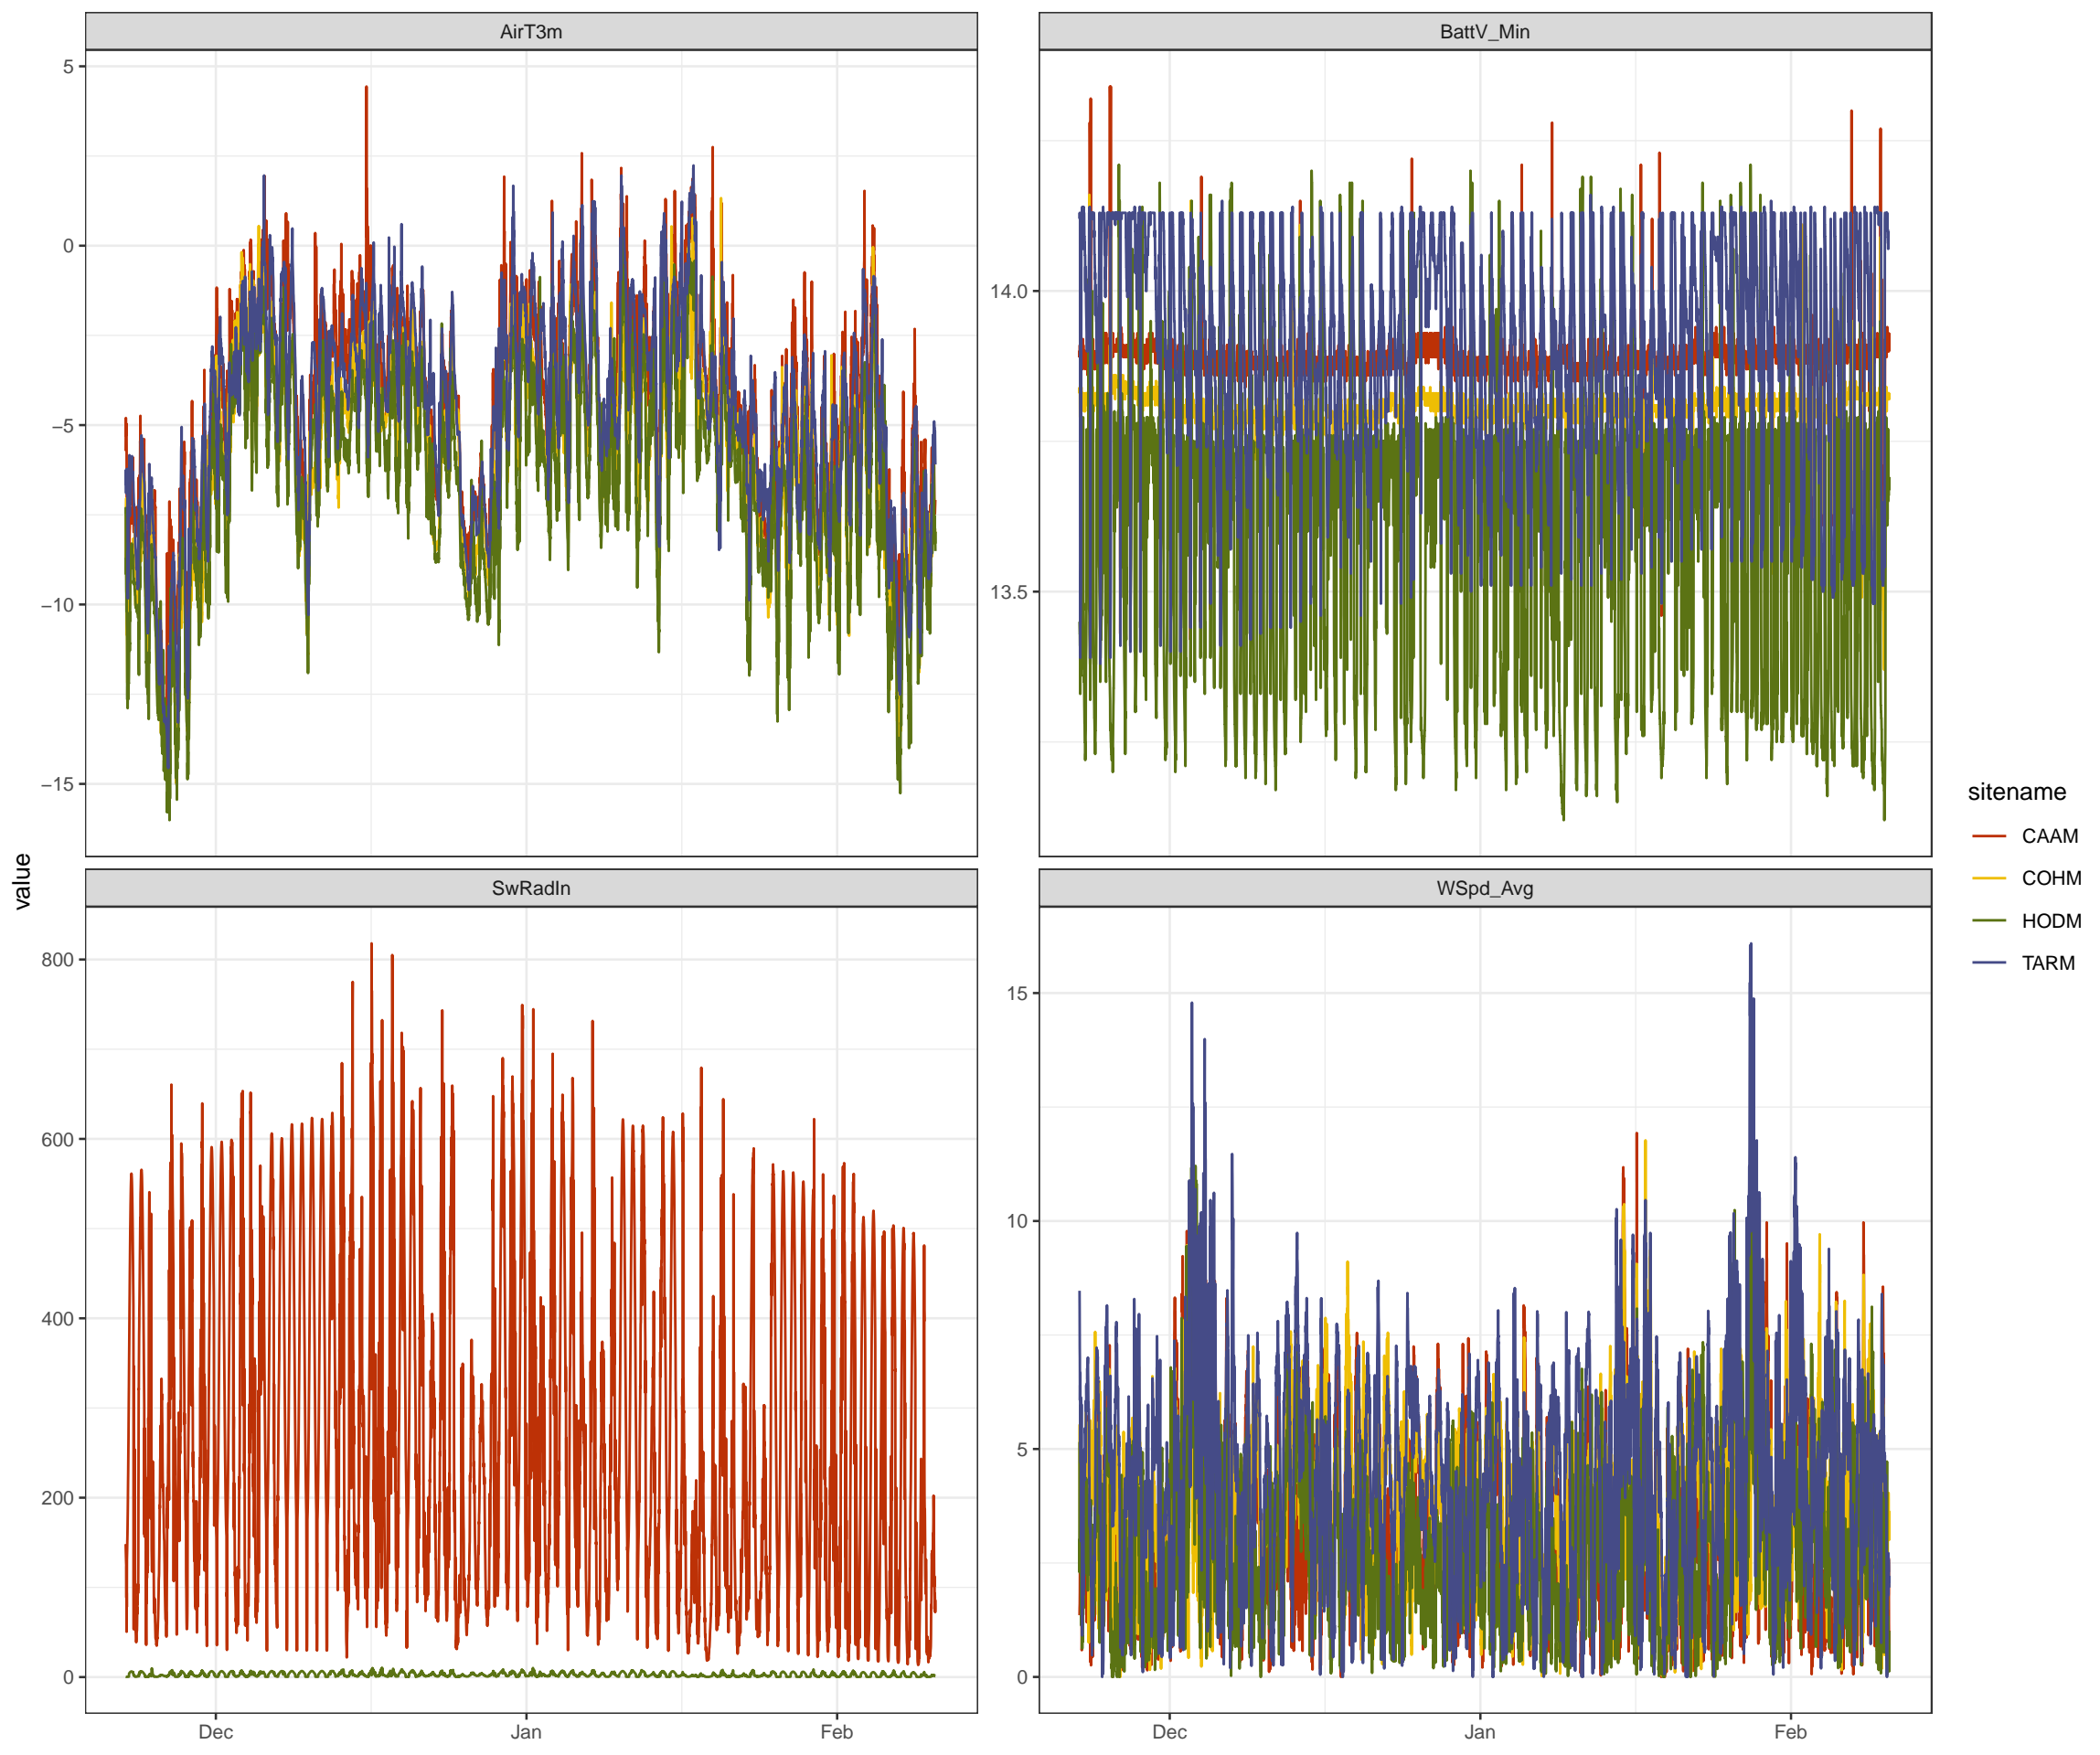 AirT3m
BattV_Min
5
0
−5
−10
−15
14.0
13.5
SwRadIn
WSpd_Avg
800
600
400
200
0
15
10
5
0
Dec
Jan
Feb
Dec
Jan
Feb
value
sitename
CAAM
COHM
HODM
TARM